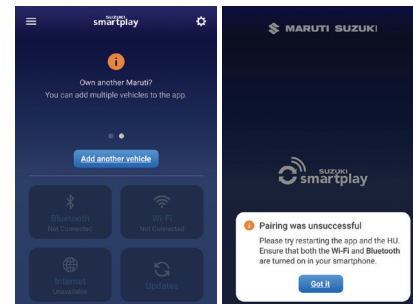 SUZUKI
smartplay
Own another Maruti?
You can add multiple vehicles to the app.
Add another vehicle
Bluetooth
Not Connected
Wi-Fi
Not Connected
Internet
Unavailable
Updates
MARUTI SUZUKI
SUZUKI
smartplay
Pairing was unsuccessful
Please try restarting the app and the HU.
Ensure that both the Wi-Fi and Bluetooth
are turned on in your smartphone.
Got it